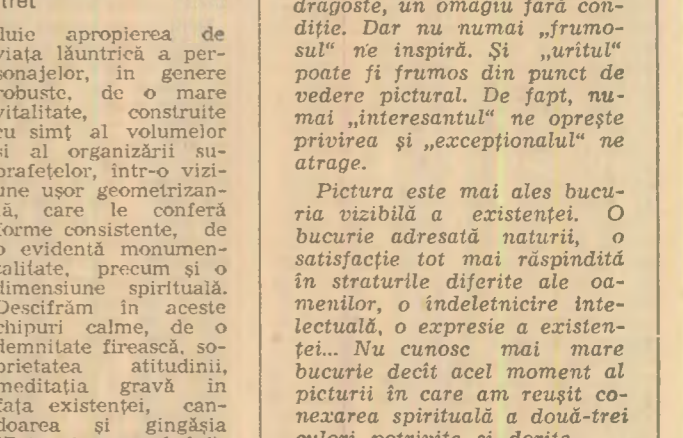 duic apropierea de
viața lăuntrică a per-
sonajelor, in genere
robuste, de o mare
vitalitate, construite
cu simț al volumelor
si al organizării su-
prafețelor, într-o vizi-
une ușor geometrizan-
tă, care le conferă
forme consistente, de
o evidentă monumen-
talitate, precum și o
dimensiune spirituală.
Descifrăm în aceste
chipuri calme, de o
demnitate firească, so-
brietatea atitudinii,
meditația gravă in
fața existenței, can-
doarea și gingășia
dragoste, un omagiu fără con-
diție. Dar nu numai „frumo-
sul“ ne inspiră. Și „urîtul“
poate fi frumos din punct de
vedere pictural. De fapt, nu-
mai „interesantul“ ne oprește
privirea și „excepționalul“ ne
atrage.
Pictura este mai ales bucu-
ria vizibilă a existenței. O
bucurie adresată naturii, o
satisfacție tot mai răspîndită
în straturile diferite ale oa-
menilor, o îndeletnicire inte-
lectuală, o expresie a existen-
ței... Nu cunosc mai mare
bucurie decît acel moment al
picturii în care am reușit co-
nexarea spirituală a două-trei
culori potrivite și dorite